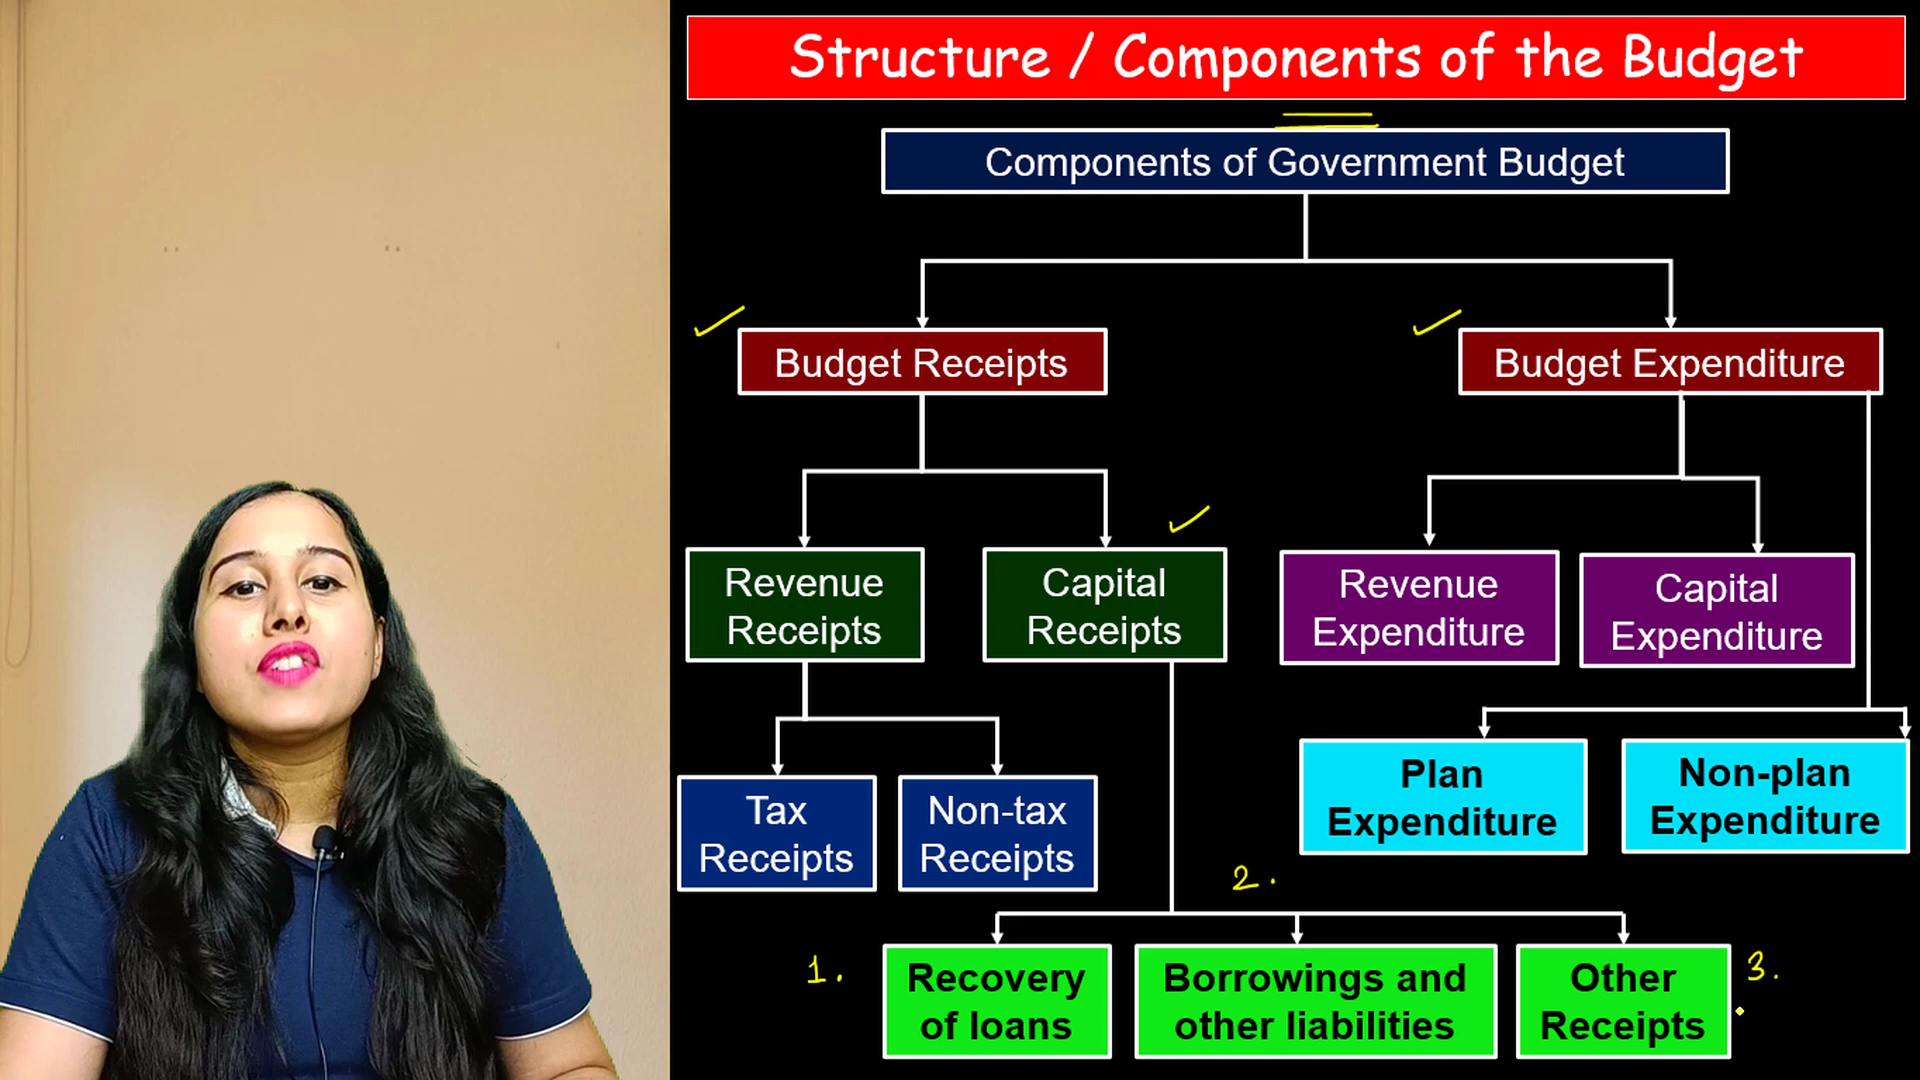 Structure / Components of the Budget
Components of Government Budget
Budget Receipts
Budget Expenditure
Revenue
Receipts
Capital
Receipts
Revenue
Expenditure
Capital
Expenditure
Tax
Receipts
Non-tax
Receipts
Plan
Expenditure
Non-plan
Expenditure
1.
Recovery
of loans
2.
Borrowings and
other liabilities
Other
Receipts
3.